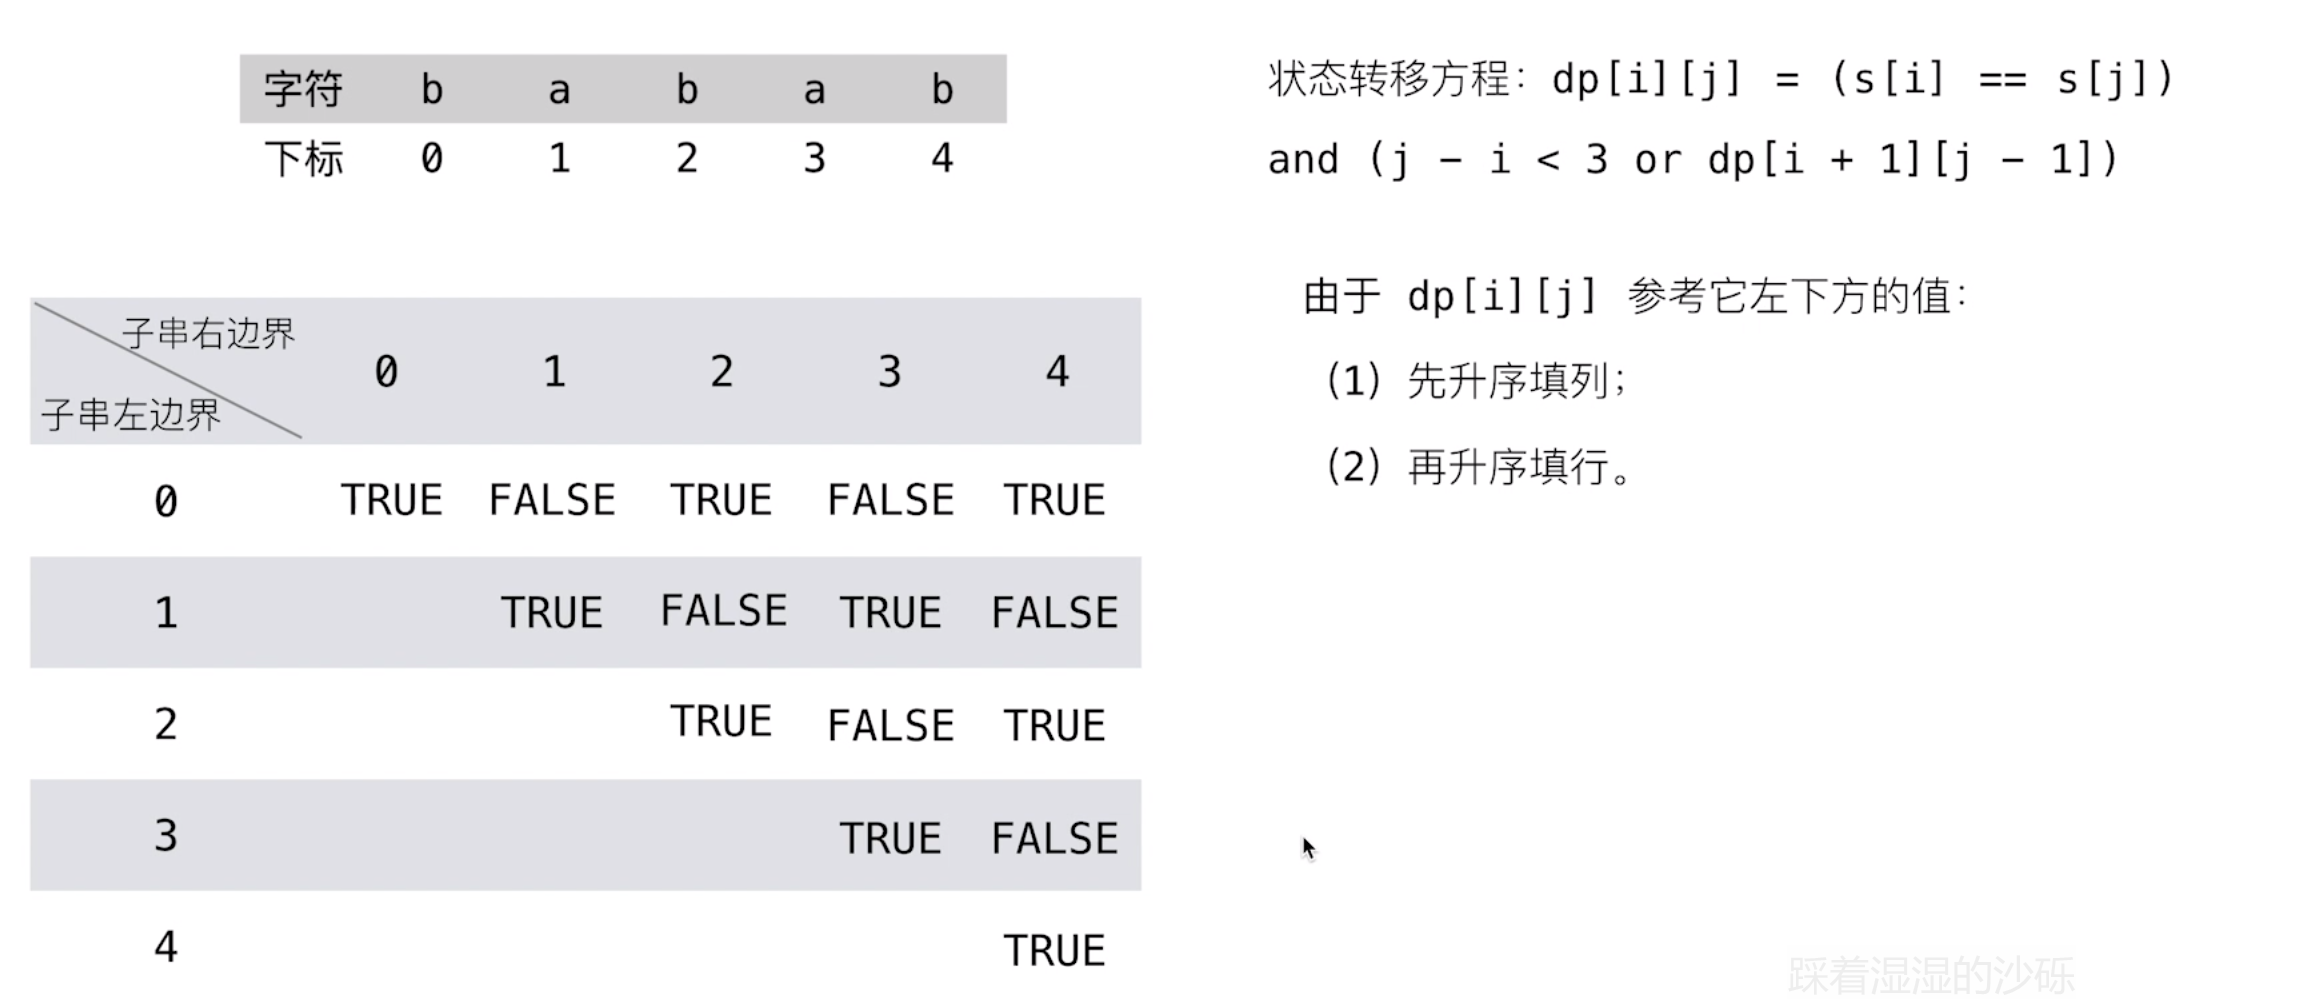 字符 b a b a b
下标 0 1 2 3 4
子串右边界
子串左边界
0 1 2 3 4
0 TRUE FALSE TRUE FALSE TRUE
1 TRUE FALSE TRUE FALSE
2 TRUE FALSE TRUE
3 TRUE FALSE
4 TRUE
状态转移方程：dp[i][j] = (s[i] == s[j])
and (j − i < 3 or dp[i + 1][j − 1])
由于 dp[i][j] 参考它左下方的值：
(1) 先升序填列；
(2) 再升序填行。
踩着湿湿的沙砾